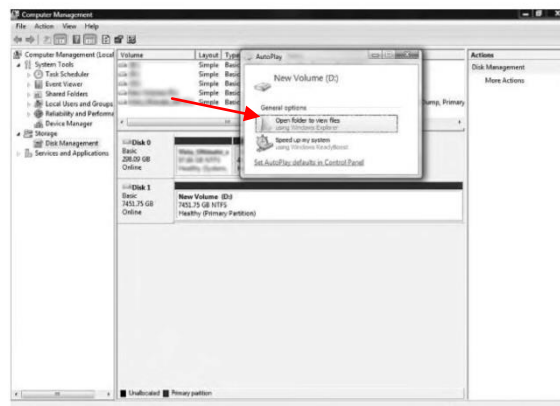 Computer Management
File Action View Help
Computer Management (Local
System Tools
Task Scheduler
Event Viewer
Shared Folders
Local Users and Groups
Reliability and Performa
Device Manager
Storage
Disk Management
Services and Applications
Volume Layout Type
Simple Basic
Simple Basic
Simple Basic
Simple Basic
Dump, Primary
Disk 0
Basic
298.09 GB
Online
Disk 1
Basic
7451.75 GB
Online
New Volume (D:)
7451.75 GB NTFS
Healthy (Primary Partition)
Unallocated Primary partition
AutoPlay
New Volume (D:)
General options
Open folder to view files
using Windows Explorer
Speed up my system
using Windows ReadyBoost
Set AutoPlay defaults in Control Panel
Actions
Disk Management
More Actions